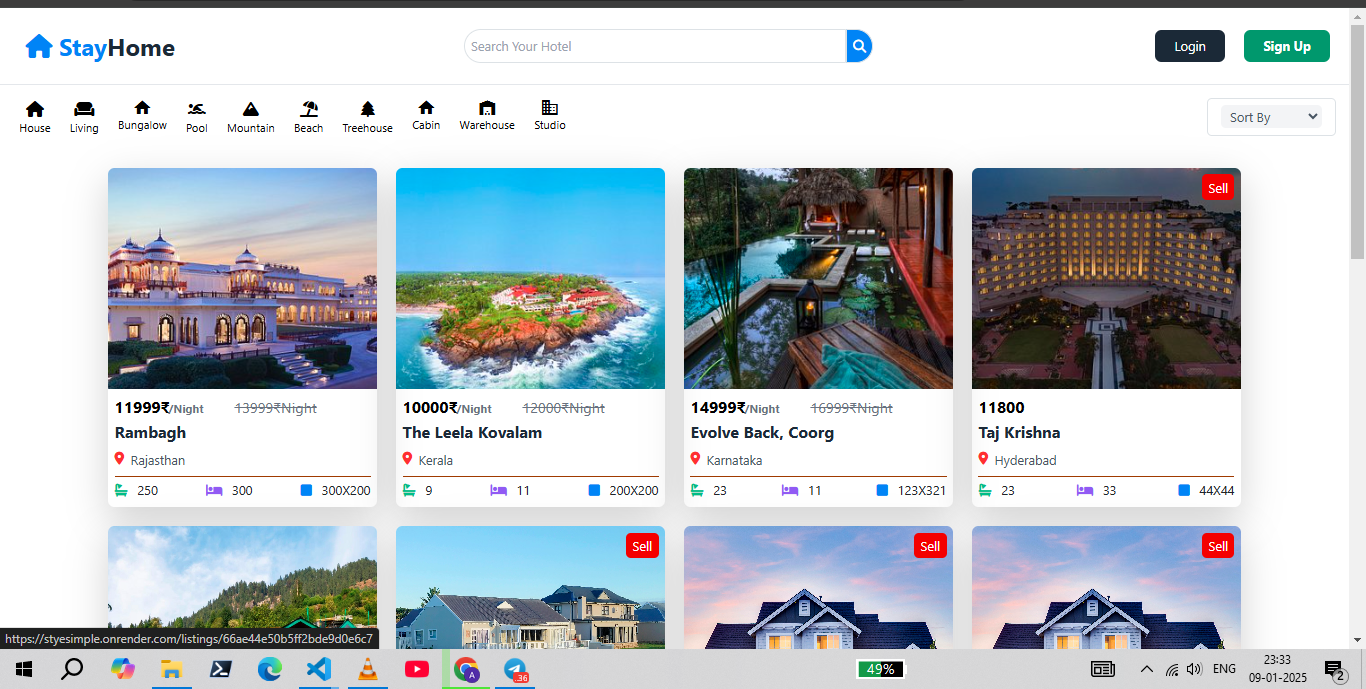 StayHome
Search Your Hotel
Login
Sign Up
House
Living
Bungalow
Pool
Mountain
Beach
Treehouse
Cabin
Warehouse
Studio
Sort By
Sell
11999₹/Night 13999₹Night
Rambagh
Rajasthan
250 300 300X200
10000₹/Night 12000₹Night
The Leela Kovalam
Kerala
9 11 200X200
14999₹/Night 16999₹Night
Evolve Back, Coorg
Karnataka
23 11 123X321
11800
Taj Krishna
Hyderabad
23 33 44X44
Sell
Sell
Sell
https://styesimple.onrender.com/listings/66ae44e50b5ff2bde9d0e6c7
A
36
49%
ENG
23:33
09-01-2025
2